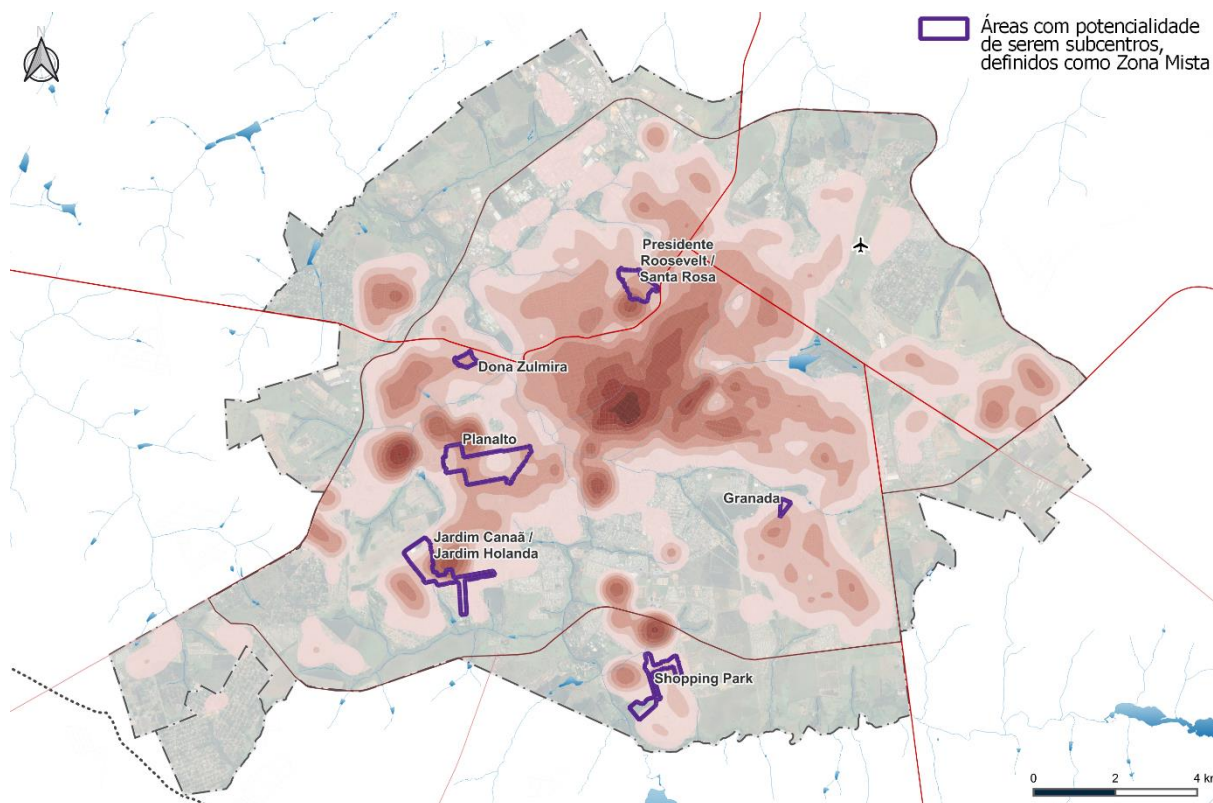 N
Áreas com potencialidade
de serem subcentros,
definidos como Zona Mista
Presidente
Roosevelt /
Santa Rosa
Dona Zulmira
Planalto
Granada
Jardim Canaã /
Jardim Holanda
Shopping Park
0 2 4 km